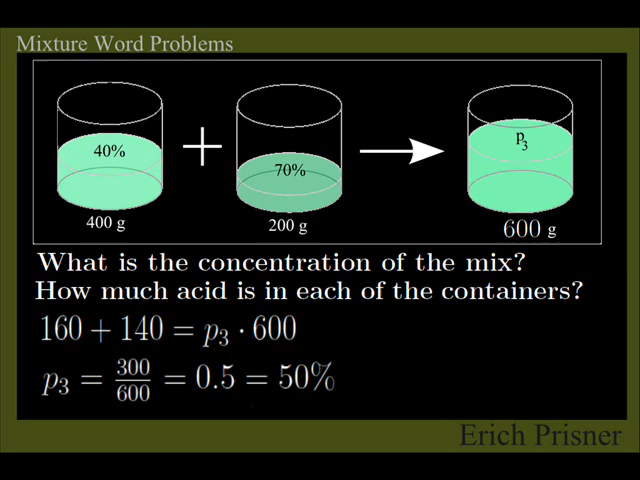 Mixture Word Problems
40%
70%
p3
400 g
200 g
600 g
What is the concentration of the mix?
How much acid is in each of the containers?
160 + 140 = p₃ · 600
p₃ = 300/600 = 0.5 = 50%
Erich Prisner